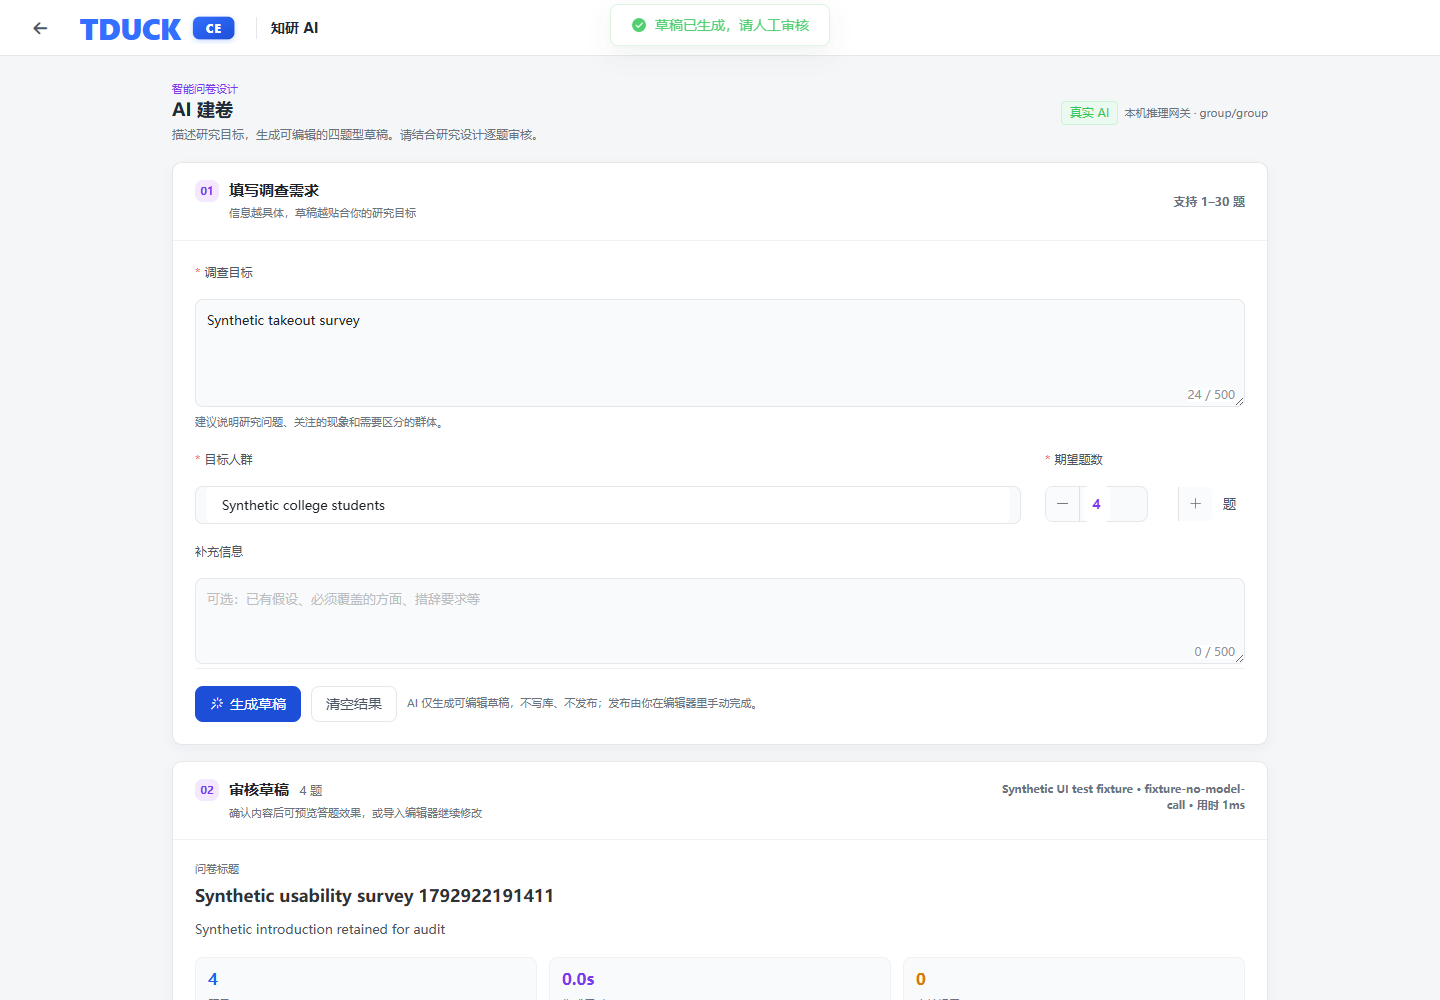 TDUCK CE 知研 AI
草稿已生成，请人工审核
智能问卷设计
AI 建卷
描述研究目标，生成可编辑的四题型草稿。请结合研究设计逐题审核。
真实 AI 本机推理网关 · group/group
01 填写调查需求
信息越具体，草稿越贴合你的研究目标
支持 1–30 题
* 调查目标
Synthetic takeout survey
24 / 500
建议说明研究问题、关注的现象和需要区分的群体。
* 目标人群
* 期望题数
Synthetic college students
4
题
补充信息
可选：已有假设、必须覆盖的方面、措辞要求等
0 / 500
生成草稿 清空结果 AI 仅生成可编辑草稿，不写库、不发布；发布由你在编辑器里手动完成。
02 审核草稿 4 题
确认内容后可预览答题效果，或导入编辑器继续修改
Synthetic UI test fixture • fixture-no-model-
call • 用时 1ms
问卷标题
Synthetic usability survey 1792922191411
Synthetic introduction retained for audit
4
0.0s
0